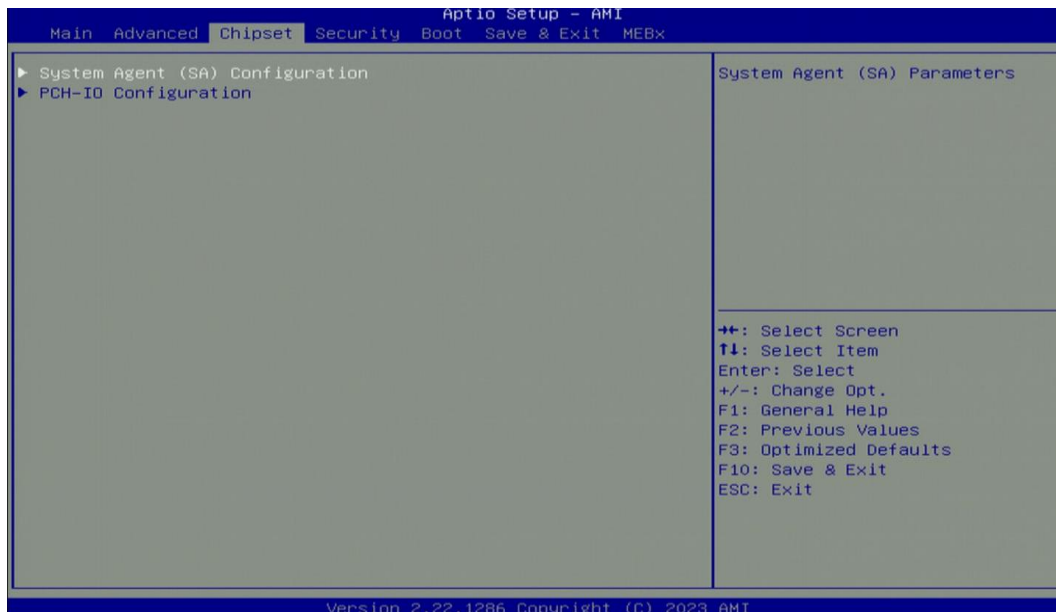 Aptio Setup – AMI
Main Advanced Chipset Security Boot Save & Exit MEBx
▶ System Agent (SA) Configuration
▶ PCH-IO Configuration
System Agent (SA) Parameters
→←: Select Screen
↑↓: Select Item
Enter: Select
+/-: Change Opt.
F1: General Help
F2: Previous Values
F3: Optimized Defaults
F10: Save & Exit
ESC: Exit
Version 2.22.1286 Copyright (C) 2023 AMI